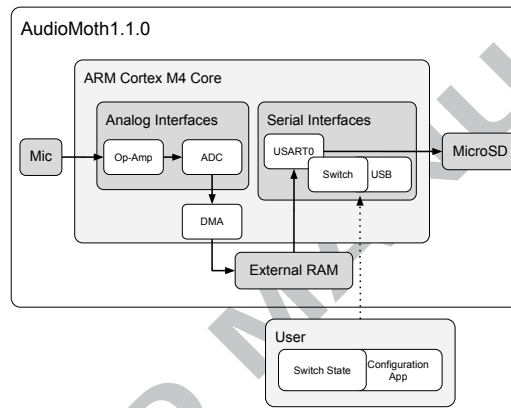 AudioMoth1.1.0
ARM Cortex M4 Core
Analog Interfaces
Serial Interfaces
Mic
Op-Amp
ADC
USART0
Switch
USB
MicroSD
DMA
External RAM
User
Switch State
Configuration
App